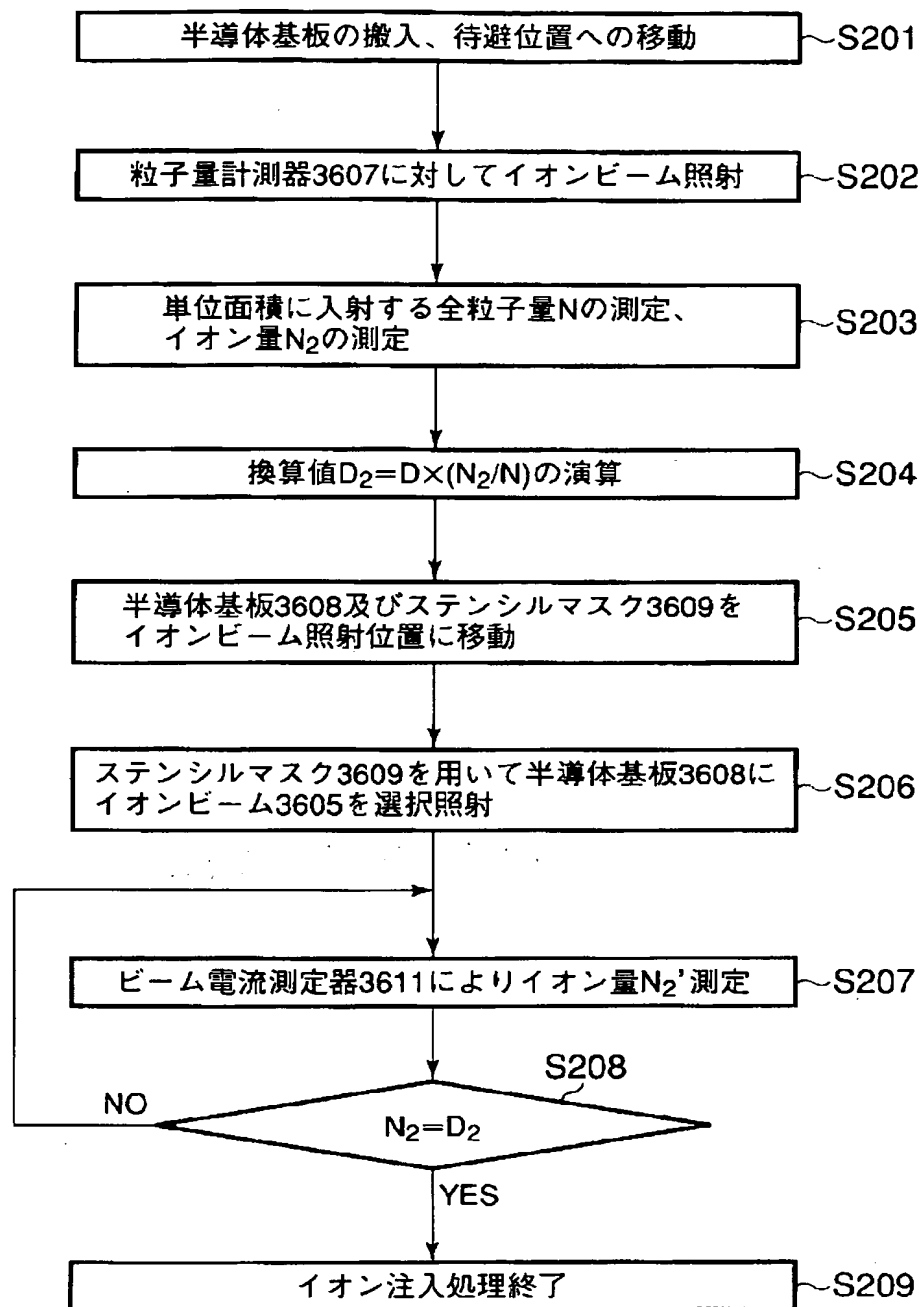 半導体基板の搬入、待避位置への移動 ~S201
粒子量計測器3607に対してイオンビーム照射 ~S202
単位面積に入射する全粒子量Nの測定、
イオン量N₂の測定
~S203
換算値D₂=D×(N₂/N)の演算 ~S204
半導体基板3608及びステンシルマスク3609を
イオンビーム照射位置に移動
~S205
ステンシルマスク3609を用いて半導体基板3608に
イオンビーム3605を選択照射
~S206
ビーム電流測定器3611によりイオン量N₂'測定 ~S207
S208
NO
N₂=D₂
YES
イオン注入処理終了 ~S209